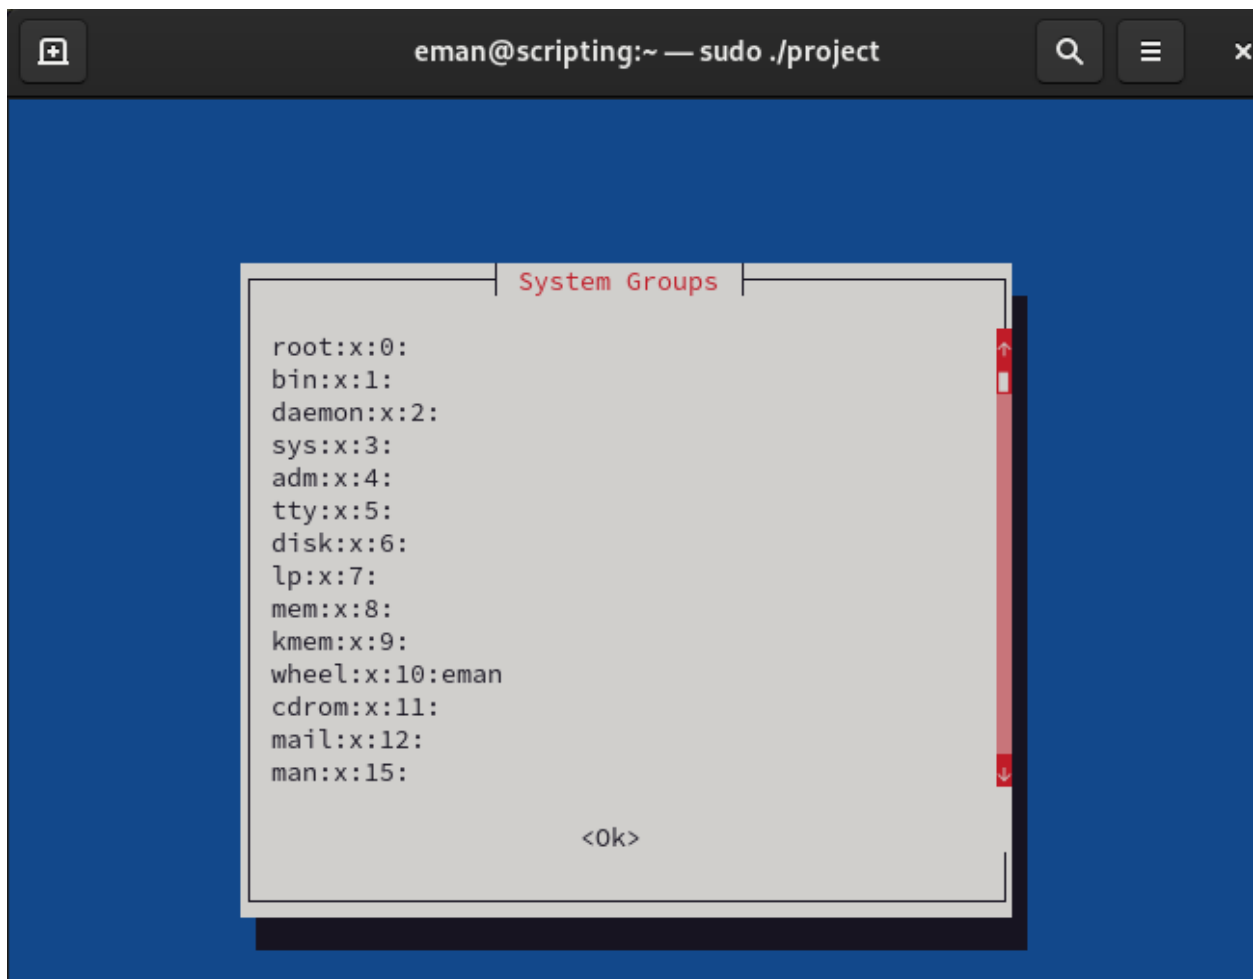 eman@scripting:~ — sudo ./project
System Groups
root:x:0:
bin:x:1:
daemon:x:2:
sys:x:3:
adm:x:4:
tty:x:5:
disk:x:6:
lp:x:7:
mem:x:8:
kmem:x:9:
wheel:x:10:eman
cdrom:x:11:
mail:x:12:
man:x:15:
<Ok>